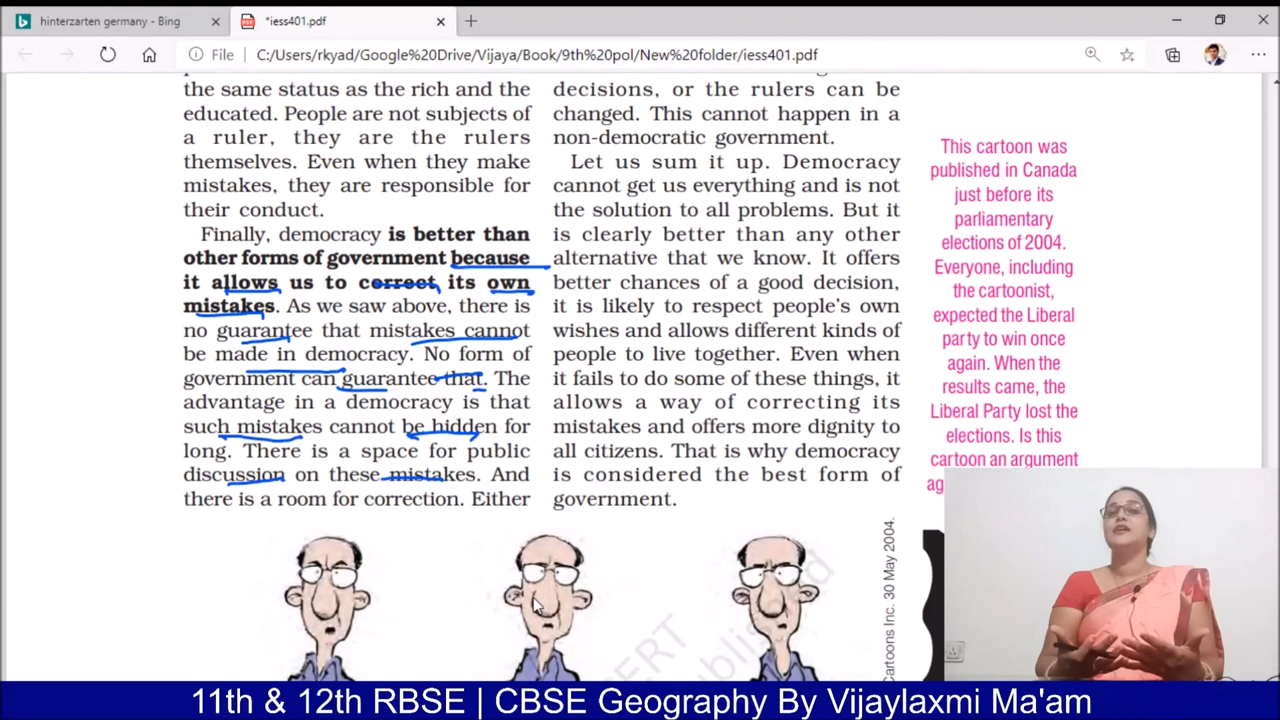 hinterzarten germany - Bing
*iess401.pdf
File
C:/Users/rkyad/Google%20Drive/Vijaya/Book/9th%20pol/New%20folder/iess401.pdf
the same status as the rich and the
educated. People are not subjects of
a ruler, they are the rulers
themselves. Even when they make
mistakes, they are responsible for
their conduct.
Finally, democracy is better than
other forms of government because
it allows us to correct its own
mistakes. As we saw above, there is
no guarantee that mistakes cannot
be made in democracy. No form of
government can guarantee that. The
advantage in a democracy is that
such mistakes cannot be hidden for
long. There is a space for public
discussion on these mistakes. And
there is a room for correction. Either
decisions, or the rulers can be
changed. This cannot happen in a
non-democratic government.
Let us sum it up. Democracy
cannot get us everything and is not
the solution to all problems. But it
is clearly better than any other
alternative that we know. It offers
better chances of a good decision,
it is likely to respect people's own
wishes and allows different kinds of
people to live together. Even when
it fails to do some of these things, it
allows a way of correcting its
mistakes and offers more dignity to
all citizens. That is why democracy
is considered the best form of
government.
This cartoon was
published in Canada
just before its
parliamentary
elections of 2004.
Everyone, including
the cartoonist,
expected the Liberal
party to win once
again. When the
results came, the
Liberal Party lost the
elections. Is this
cartoon an argument
Cartoons Inc. 30 May 2004.
11th & 12th RBSE | CBSE Geography By Vijaylaxmi Ma'am